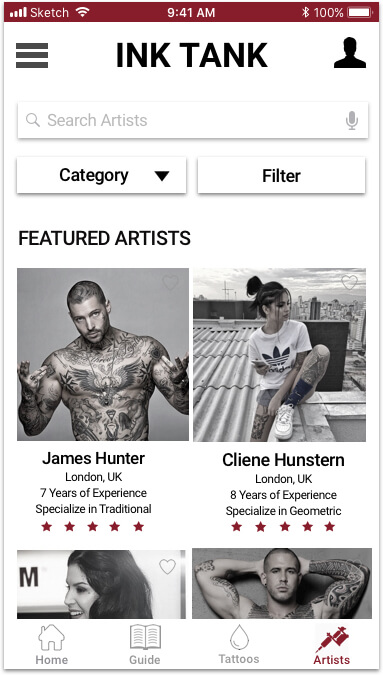 Sketch 9:41 AM 100%
INK TANK
Search Artists
Category Filter
FEATURED ARTISTS
James Hunter
London, UK
7 Years of Experience
Specialize in Traditional
Cliene Hunstern
London, UK
8 Years of Experience
Specialize in Geometric
M
Home Guide Tattoos Artists